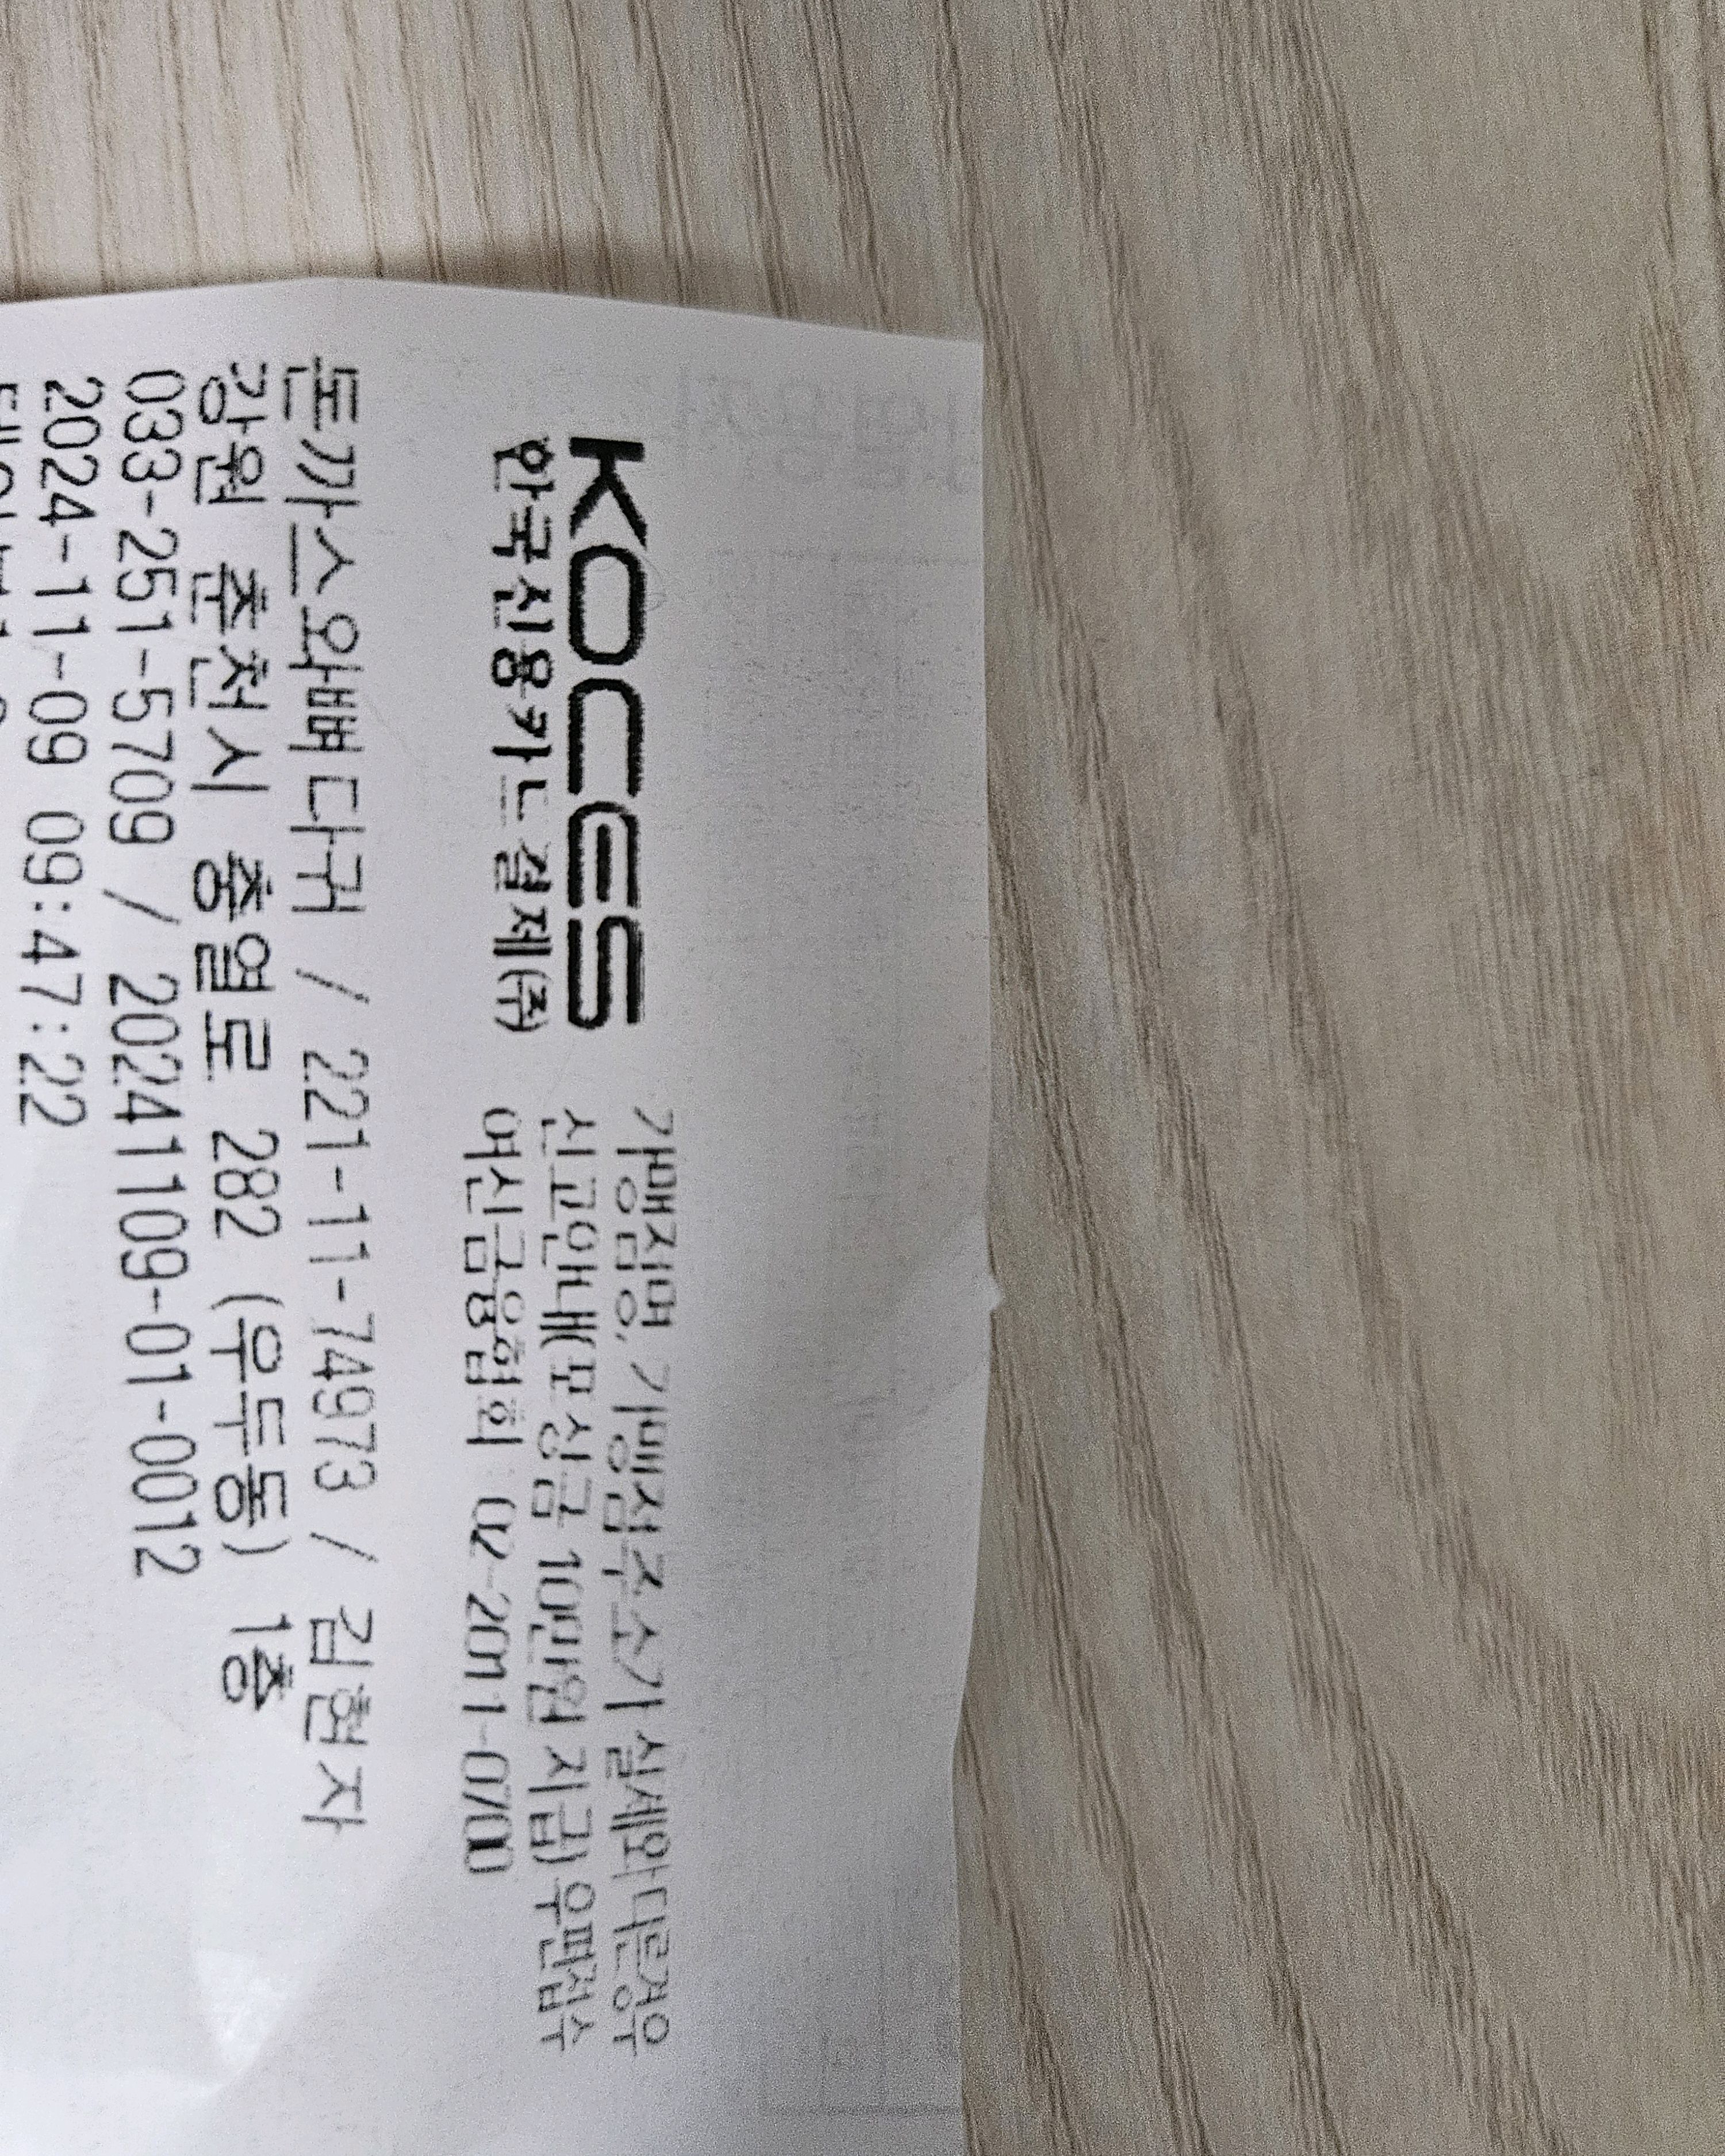 KOCES
한국신용카드결제(주)
가맹점명, 가맹점주소가 실제와 다른경우
신고안내(포상금 10만원 지급) 우편접수
여신금융협회 02-2011-0700
돈까스와뼈다귀 / 221-11-74973 / 김현자
강원 춘천시 충열로 282 (우두동) 1층
033-251-5709 / 20241109-01-0012
2024-11-09 09:47:22